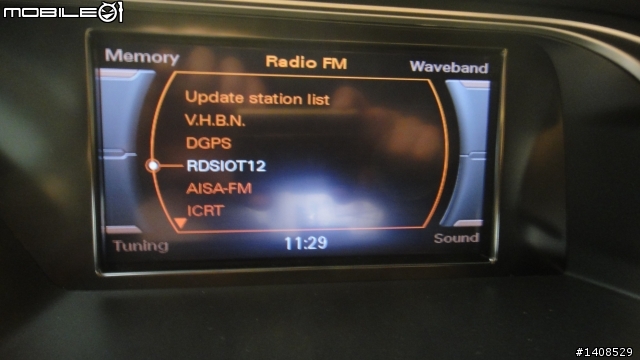 MOBILE01
Memory
Radio FM
Waveband
Update station list
V.H.B.N.
DGPS
RDSIOT12
AISA-FM
ICRT
Tuning
11:29
Sound
#1408529